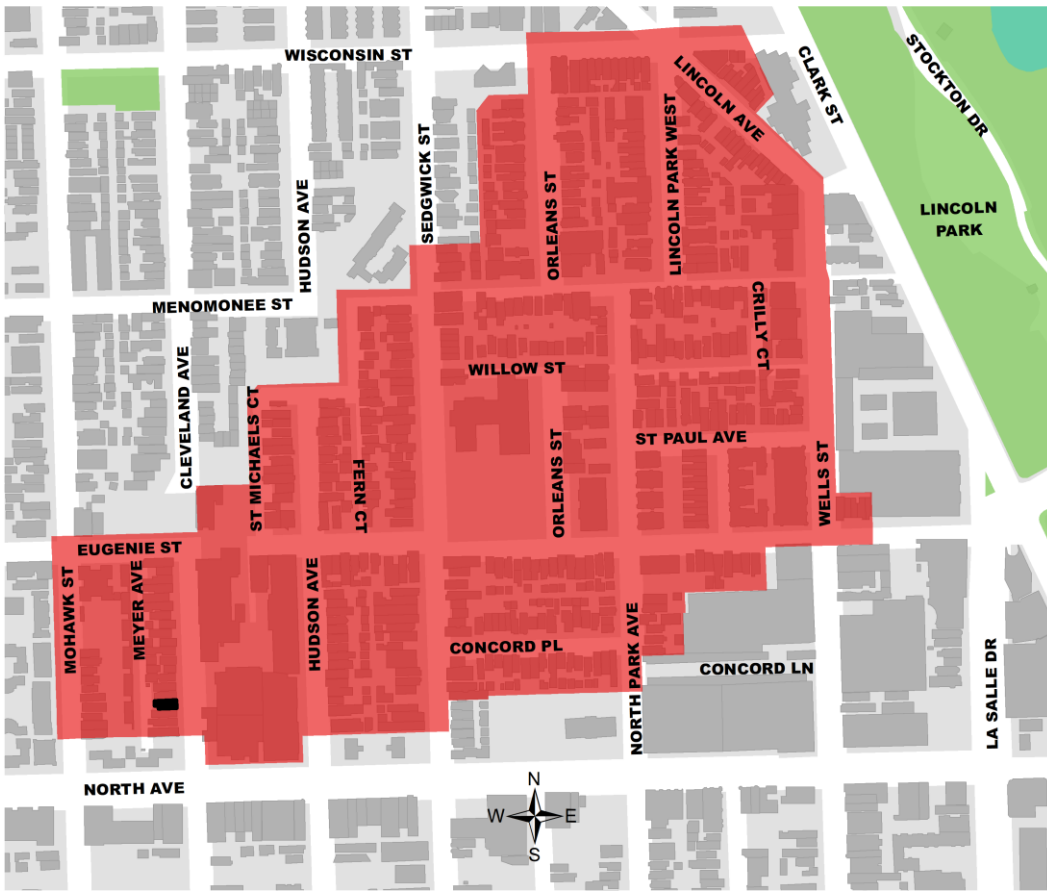 WISCONSIN ST
CLARK ST
STOCKTON DR
LINCOLN AVE
LINCOLN PARK WEST
SEDGWICK ST
HUDSON AVE
ORLEANS ST
LINCOLN
PARK
MENOMONEE ST
CRILLY CT
CLEVELAND AVE
WILLOW ST
ST MICHAELS CT
FERN CT
ORLEANS ST
ST PAUL AVE
WELLS ST
EUGENIE ST
MOHAWK ST
MEYER AVE
HUDSON AVE
CONCORD PL
NORTH PARK AVE
CONCORD LN
LA SALLE DR
NORTH AVE
N
W E
S